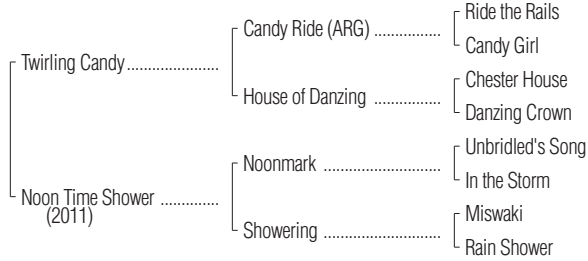 Ride the Rails
Candy Ride (ARG) ................
Candy Girl
Twirling Candy ......................
Chester House
House of Danzing ................
Danzing Crown
Unbridled's Song
Noonmark ............................
In the Storm
Noon Time Shower ..............
(2011)
Miswaki
Showering ............................
Rain Shower